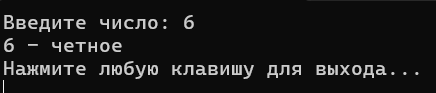 Введите число: 6
6 - четное
Нажмите любую клавишу для выхода...